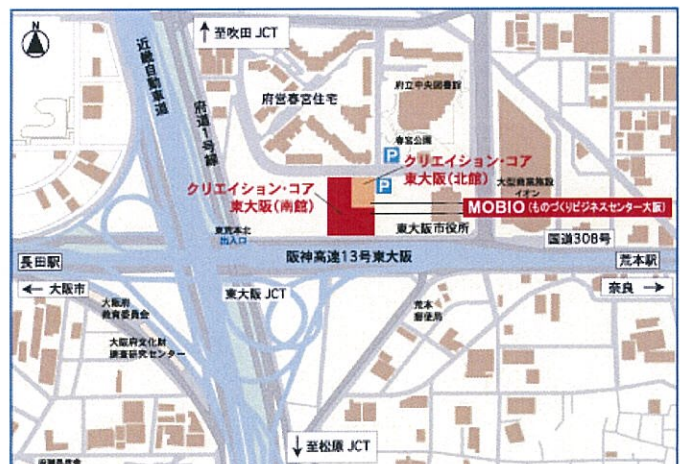 N
至吹田 JCT
近畿自動車道
府道1号線
府営春宮住宅
府立中央図書館
春宮公園
P
クリエイション・コア
東大阪(北館)
P
クリエイション・コア
東大阪(南館)
大型商業施設
イオン
MOBIO(ものづくりビジネスセンター大阪)
東大阪市役所
東荒本北
出入口
国道308号
長田駅
阪神高速13号東大阪
荒本駅
大阪市
奈良
東大阪 JCT
大阪府
教育委員会
荒本
郵便局
大阪府文化財
調査研究センター
至松原 JCT